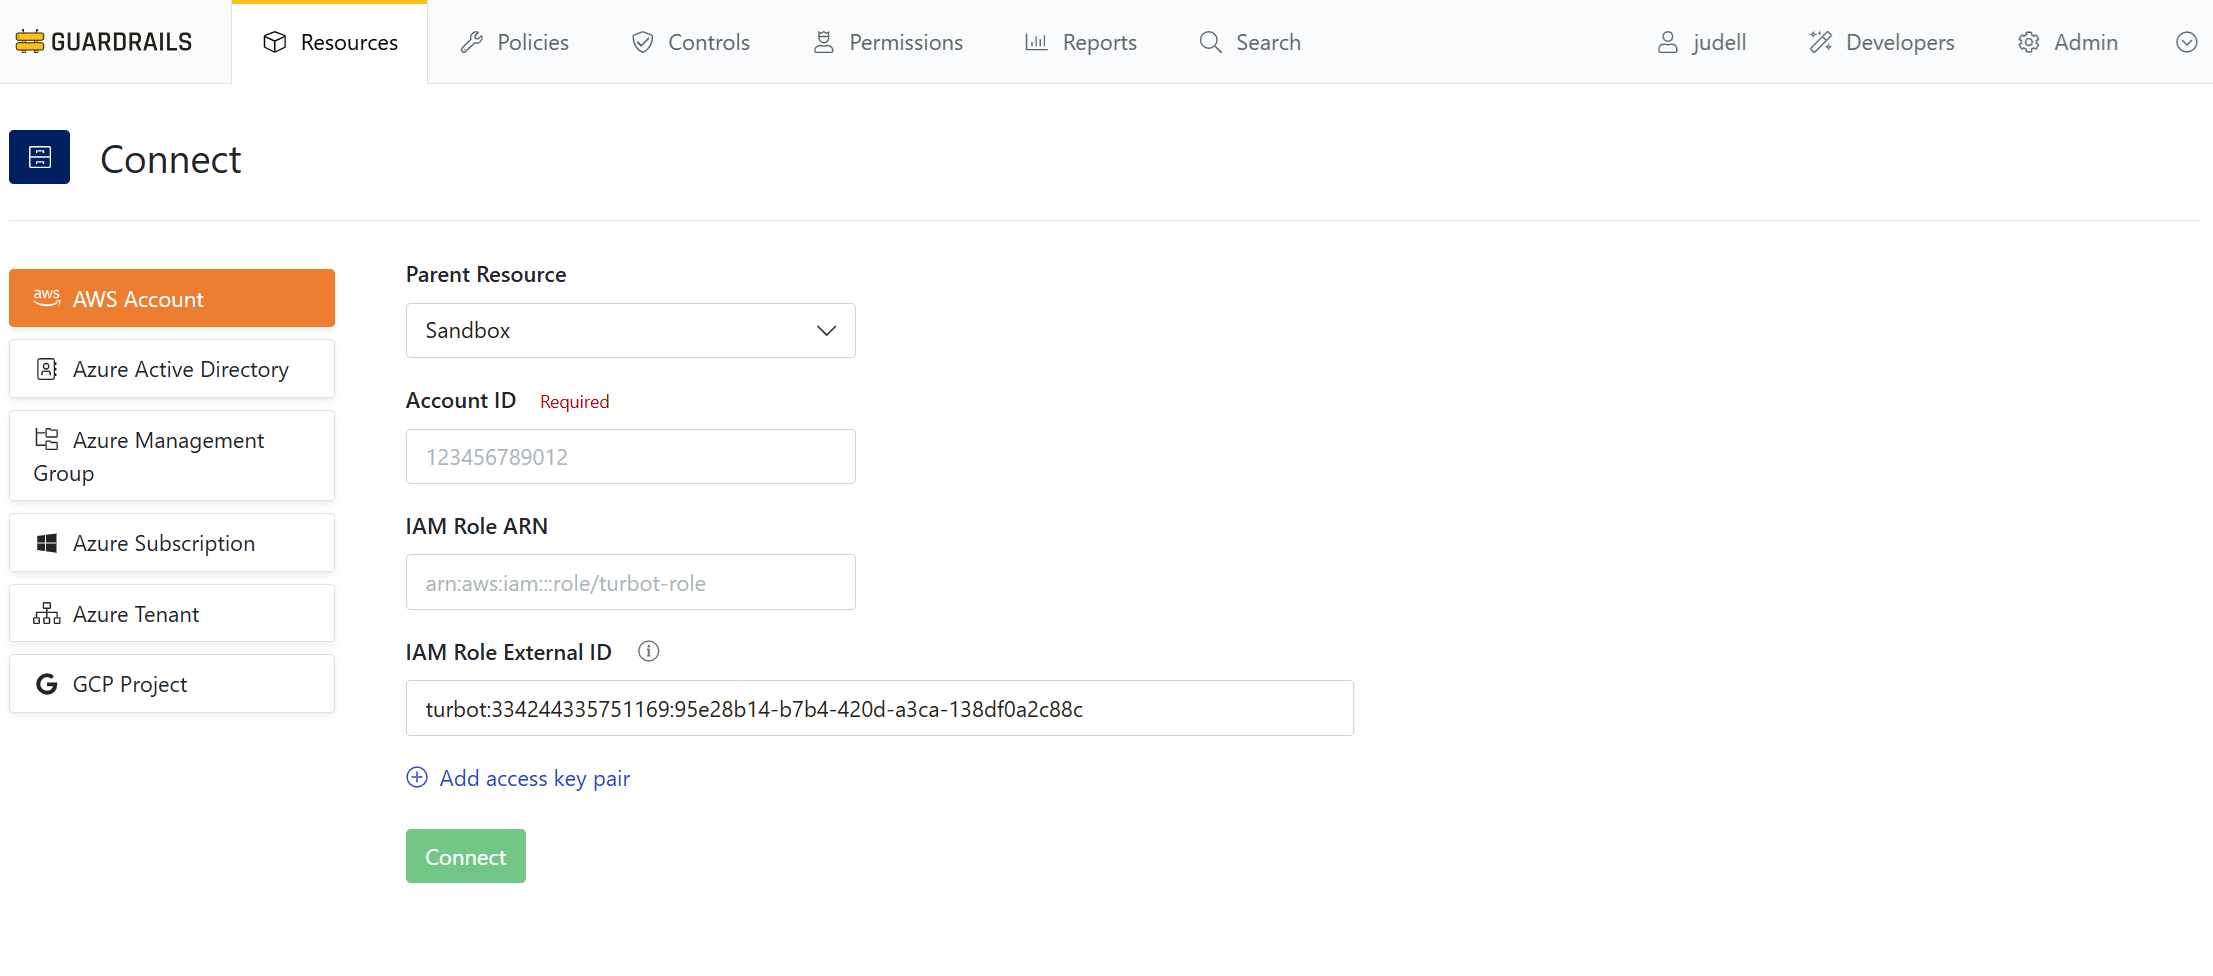 GUARDRAILS
Resources
Policies
Controls
Permissions
Reports
Search
judell
Developers
Admin
Connect
aws AWS Account
Azure Active Directory
Azure Management
Group
Azure Subscription
Azure Tenant
GCP Project
Parent Resource
Sandbox
Account ID Required
123456789012
IAM Role ARN
arn:aws:iam:::role/turbot-role
IAM Role External ID
turbot:334244335751169:95e28b14-b7b4-420d-a3ca-138df0a2c88c
Add access key pair
Connect